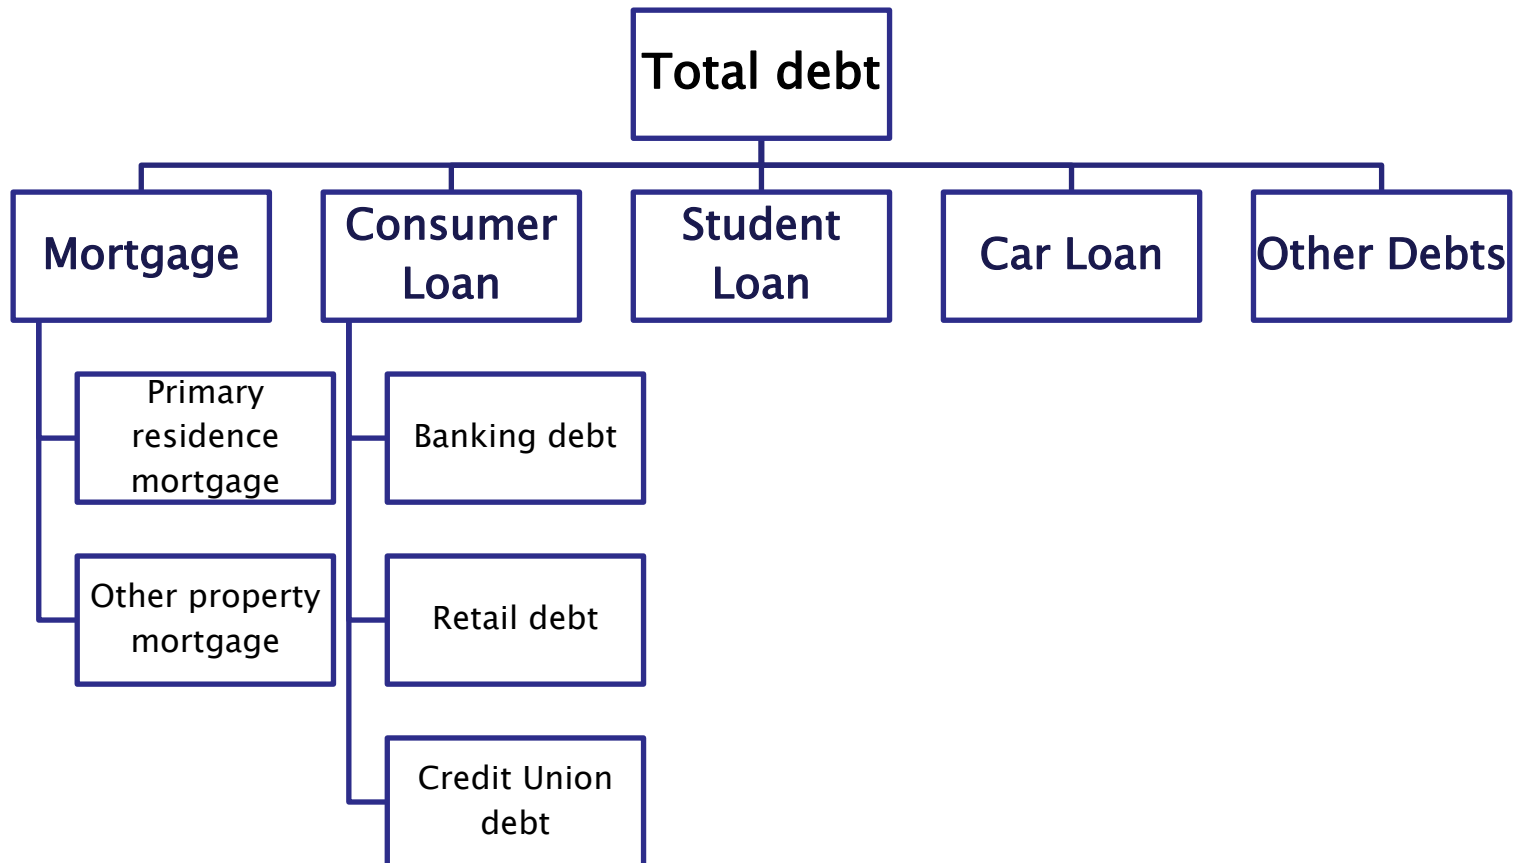 Total debt
Mortgage
Consumer
Loan
Student
Loan
Car Loan
Other Debts
Primary
residence
mortgage
Other property
mortgage
Banking debt
Retail debt
Credit Union
debt